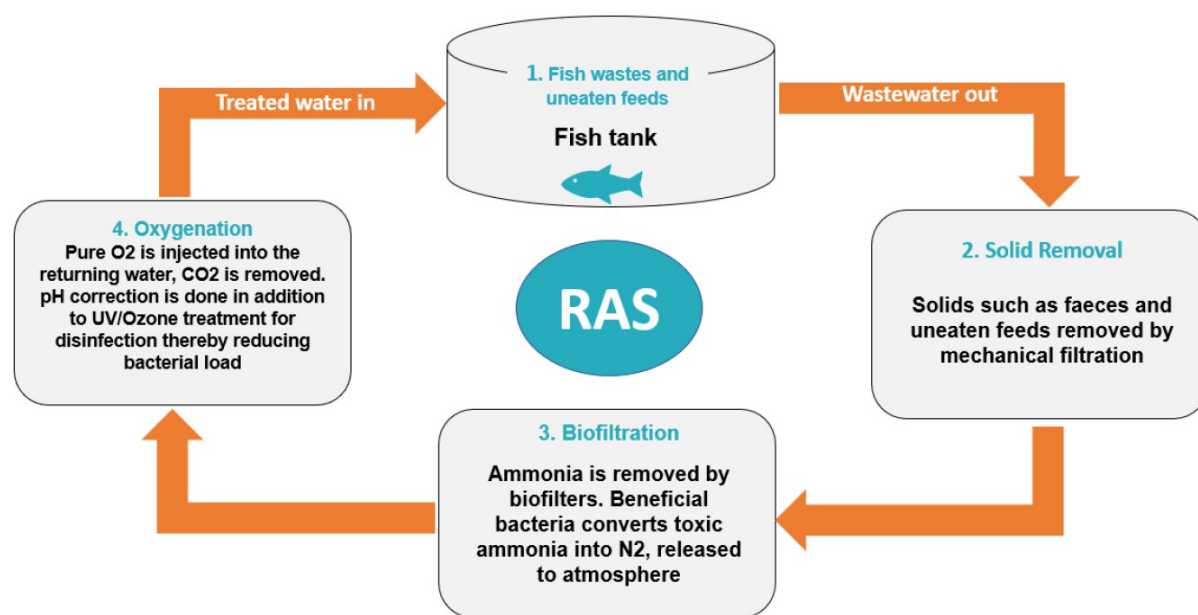 1. Fish wastes and
uneaten feeds
Fish tank
Treated water in
Wastewater out
2. Solid Removal
Solids such as faeces and
uneaten feeds removed by
mechanical filtration
3. Biofiltration
Ammonia is removed by
biofilters. Beneficial
bacteria converts toxic
ammonia into N2, released
to atmosphere
4. Oxygenation
Pure O2 is injected into the
returning water, CO2 is removed.
pH correction is done in addition
to UV/Ozone treatment for
disinfection thereby reducing
bacterial load
RAS